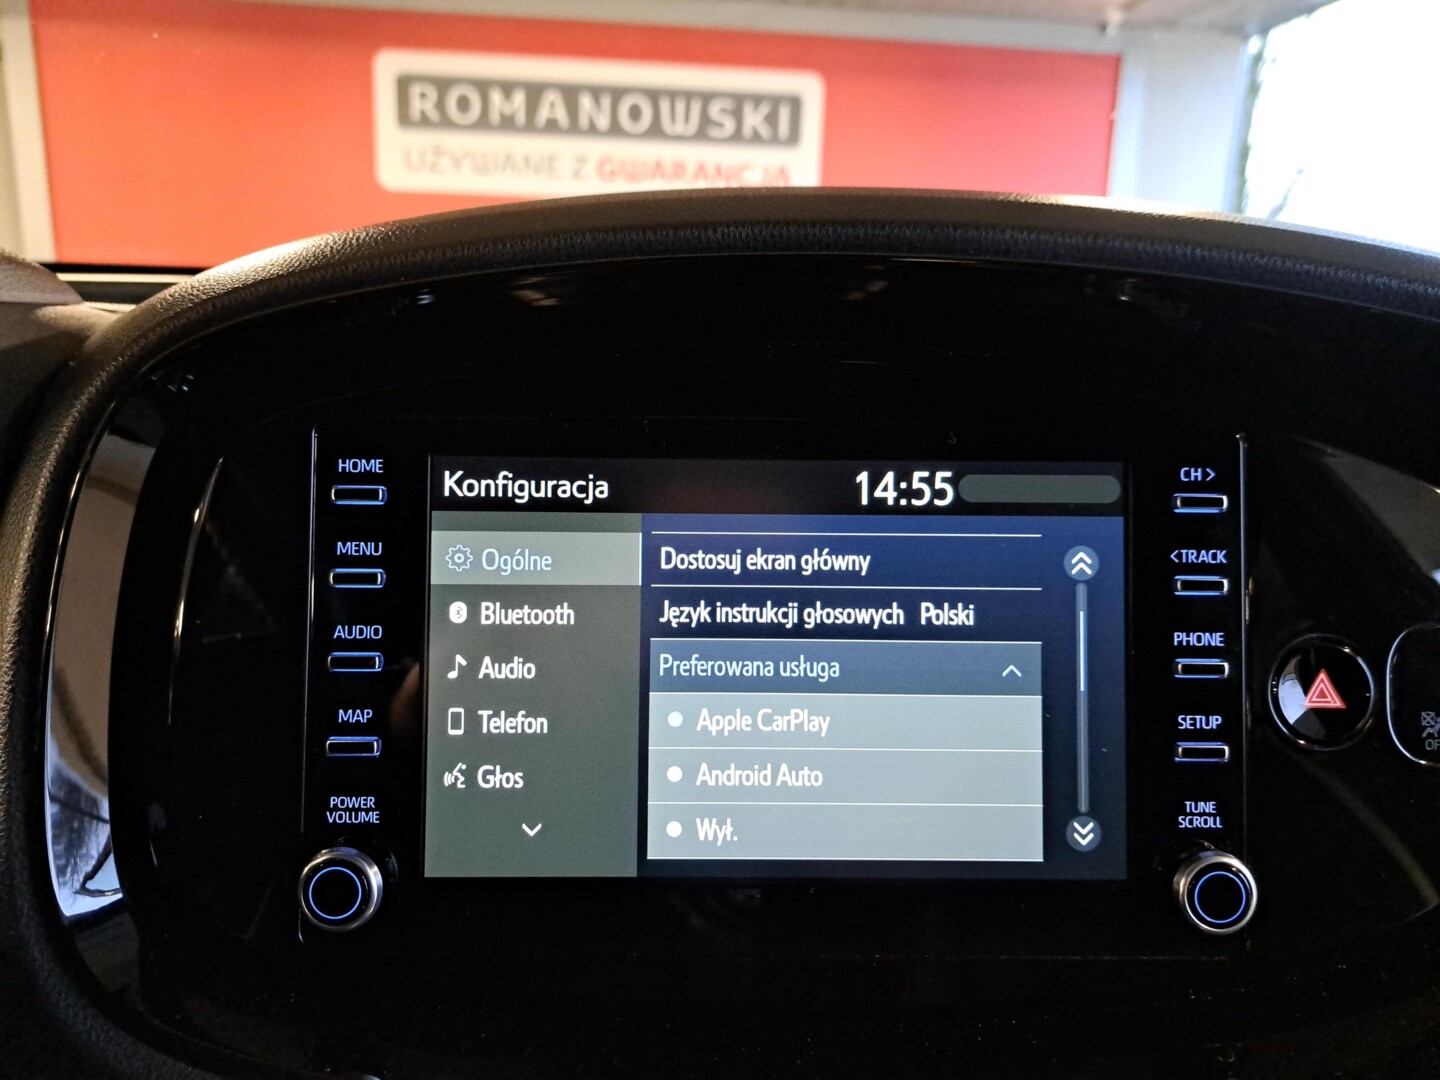 ROMANOWSKI
UŻYWANE Z GWARANCJĄ
HOME
MENU
AUDIO
MAP
POWER
VOLUME
Konfiguracja
14:55
Ogólne
Bluetooth
Audio
Telefon
Głos
Dostosuj ekran główny
Język instrukcji głosowych Polski
Preferowana usługa
Apple CarPlay
Android Auto
Wył.
CH >
< TRACK
PHONE
SETUP
TUNE
SCROLL